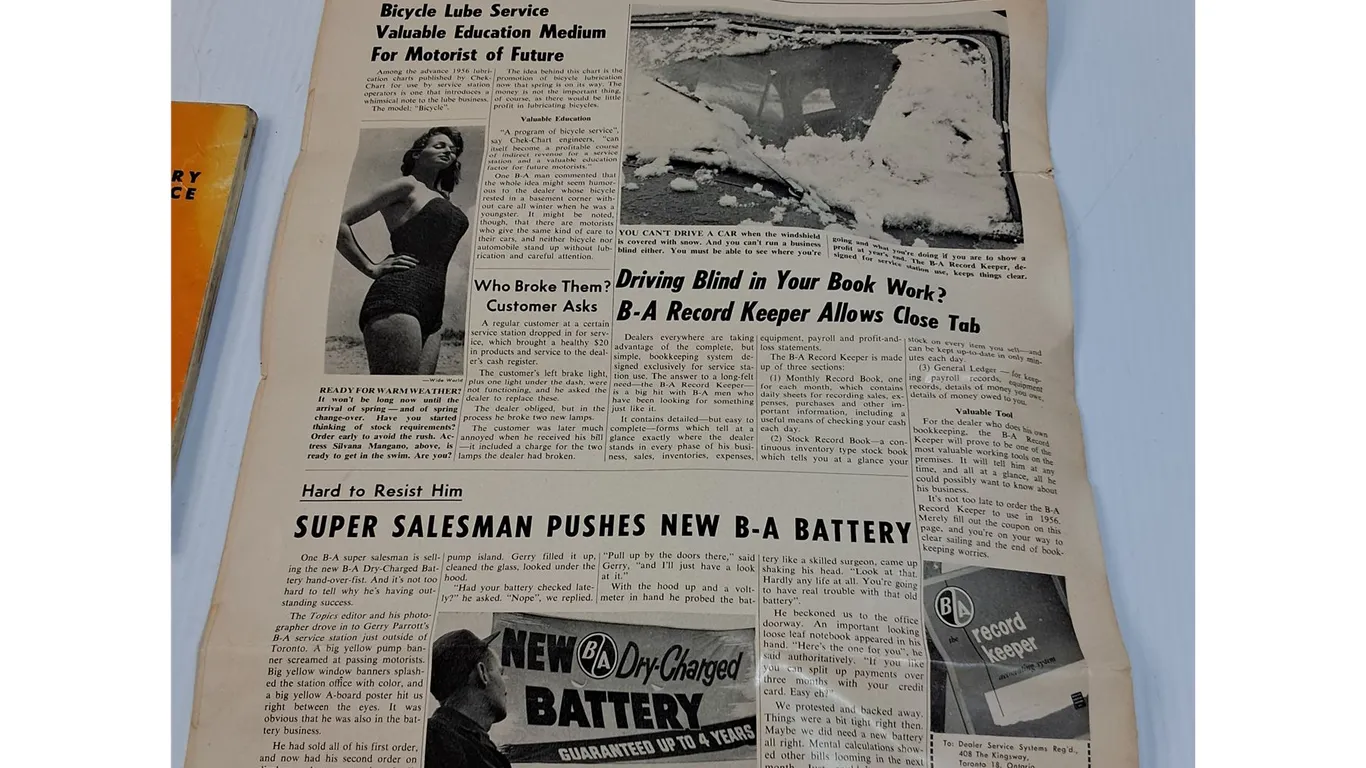 RY
CE
Bicycle Lube Service
Valuable Education Medium
For Motorist of Future
Among the advance 1956 lubri-
cation charts published by Chek-
Chart for use by service station
operators is one that introduces a
whimsical note to the lube business.
The model: "Bicycle".
The idea behind this chart is the
promotion of bicycle lubrication
now that spring is on its way. The
money is not the important thing,
of course, as there would be little
profit in lubricating bicycles.
Valuable Education
"A program of bicycle service",
say Chek-Chart engineers, "can
itself become a profitable course
of indirect revenue for a service
station and a valuable education
factor for future motorists."
One B-A man commented that
the whole idea might seem humor-
ous to the dealer whose bicycle
rested in a basement corner with-
out care all winter when he was a
youngster. It might be noted,
though, that there are motorists
who give the same kind of care to
their cars, and neither bicycle nor
automobile stand up without lub-
rication and careful attention.
—Wide World
READY FOR WARM WEATHER?
It won't be long now until the
arrival of spring — and of spring
change-over. Have you started
thinking of stock requirements?
Order early to avoid the rush. Ac-
tress Silvana Mangano, above, is
ready to get in the swim. Are you?
Who Broke Them?
Customer Asks
A regular customer at a certain
service station dropped in for serv-
ice, which brought a healthy $20
in products and service to the deal-
er's cash register.
The customer's left brake light,
plus one light under the dash, were
not functioning, and he asked the
dealer to replace these.
The dealer obliged, but in the
process he broke two new lamps.
The customer was later much
annoyed when he received his bill
—it included a charge for the two
lamps the dealer had broken.
YOU CAN'T DRIVE A CAR when the windshield
is covered with snow. And you can't run a business
blind either. You must be able to see where you're
going and what you're doing if you are to show a
profit at year's end. The B-A Record Keeper, de-
signed for service station use, keeps things clear.
Driving Blind in Your Book Work?
B-A Record Keeper Allows Close Tab
Dealers everywhere are taking
advantage of the complete, but
simple, bookkeeping system de-
signed exclusively for service sta-
tion use. The answer to a long-felt
need—the B-A Record Keeper—
is a big hit with B-A men who
have been looking for something
just like it.
It contains detailed—but easy to
complete—forms which tell at a
glance exactly where the dealer
stands in every phase of his busi-
ness, sales, inventories, expenses,
equipment, payroll and profit-and-
loss statements.
The B-A Record Keeper is made
up of three sections:
(1) Monthly Record Book, one
for each month, which contains
daily sheets for recording sales, ex-
penses, purchases and other im-
portant information, including a
useful means of checking your cash
each day.
(2) Stock Record Book—a con-
tinuous inventory type stock book
which tells you at a glance your
stock on every item you sell—and
can be kept up-to-date in only min-
utes each day.
(3) General Ledger — for keep-
ing payroll records, equipment
records, details of money you owe,
details of money owed to you.
Valuable Tool
For the dealer who does his own
bookkeeping, the B-A Record
Keeper will prove to be one of the
most valuable working tools on the
premises. It will tell him at any
time, and all at a glance, all he
could possibly want to know about
his business.
It's not too late to order the B-A
Record Keeper to use in 1956.
Merely fill out the coupon on this
page, and you're on your way to
clear sailing and the end of book-
keeping worries.
Hard to Resist Him
SUPER SALESMAN PUSHES NEW B-A BATTERY
One B-A super salesman is sell-
ing the new B-A Dry-Charged Bat-
tery hand-over-fist. And it's not too
hard to tell why he's having out-
standing success.
The Topics editor and his photo-
grapher drove in to Gerry Parrott's
B-A service station just outside of
Toronto. A big yellow pump ban-
ner screamed at passing motorists.
Big yellow window banners splash-
ed the station office with color, and
a big yellow A-board poster hit us
right between the eyes. It was
obvious that he was also in the bat-
tery business.
He had sold all of his first order,
and now had his second order on
pump island. Gerry filled it up,
cleaned the glass, looked under the
hood.
"Had your battery checked late-
ly?" he asked. "Nope", we replied.
"Pull up by the doors there," said
Gerry, "and I'll just have a look
at it."
With the hood up and a volt-
meter in hand he probed the bat-
tery like a skilled surgeon, came up
shaking his head. "Look at that.
Hardly any life at all. You're going
to have real trouble with that old
battery".
He beckoned us to the office
doorway. An important looking
loose leaf notebook appeared in his
hand. "Here's the one for you", he
said authoritatively. "If you like
you can split up payments over
three months with your credit
card. Easy eh?"
We protested and backed away.
Things were a bit tight right then.
Maybe we did need a new battery
all right. Mental calculations show-
ed other bills looming in the next
NEW BA Dry-Charged
BATTERY
GUARANTEED UP TO 4 YEARS
BA
the record
keeper
To: Dealer Service Systems Reg'd.,
408 The Kingsway,
Toronto 18, Ontario